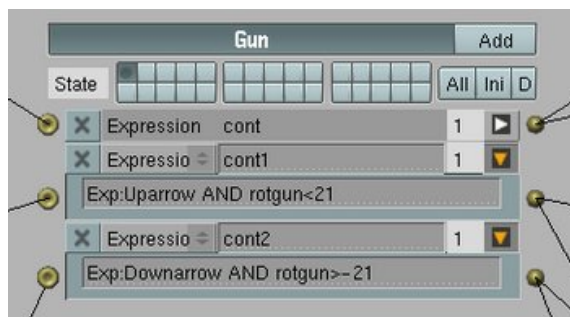 Gun Add
State All Ini D
Expression cont 1
Expressio cont1 1
Exp:Uparrow AND rotgun<21
Expressio cont2 1
Exp:Downarrow AND rotgun>-21